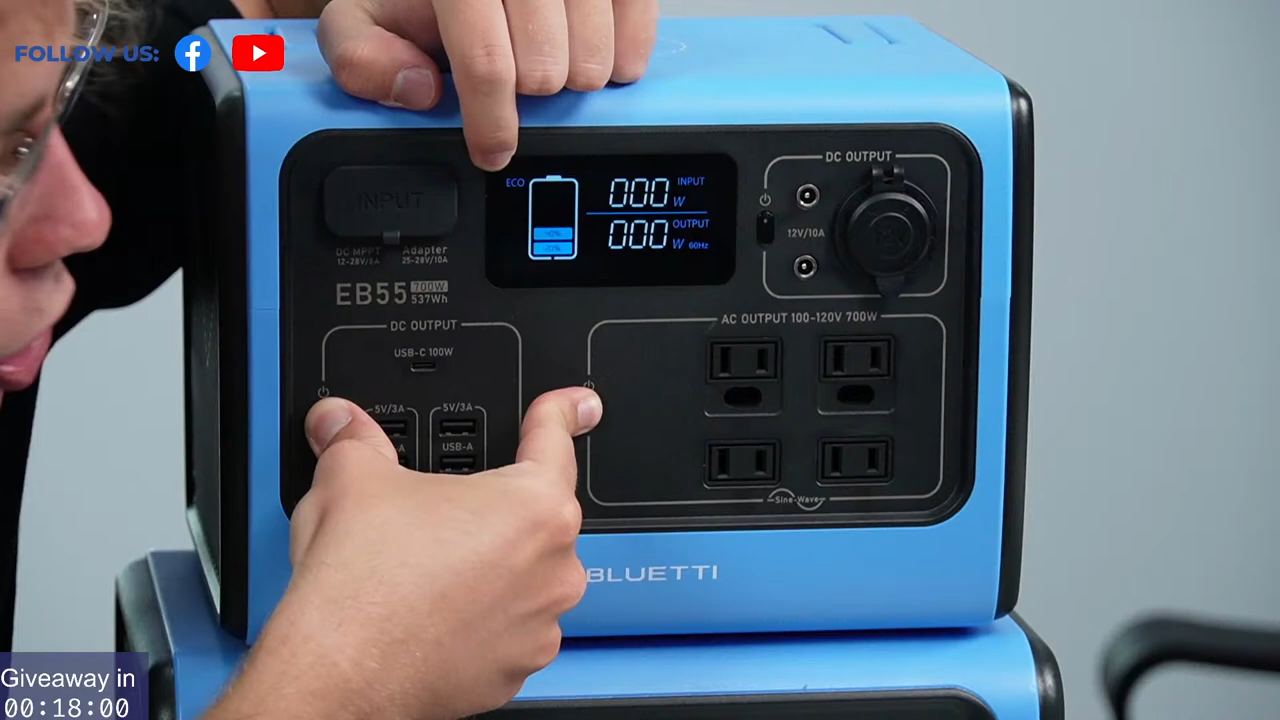 FOLLOW US:
INPUT
DC MPPT
12-28V/8A
Adapter
25-28V/10A
EB55
700W
537Wh
ECO
40%
20%
000 INPUT
W
000 OUTPUT
W 60Hz
DC OUTPUT
12V/10A
DC OUTPUT
USB-C 100W
5V/3A
5V/3A
USB-A
AC OUTPUT 100-120V 700W
Sine-Wave
BLUETTI
Giveaway in
00:18:00